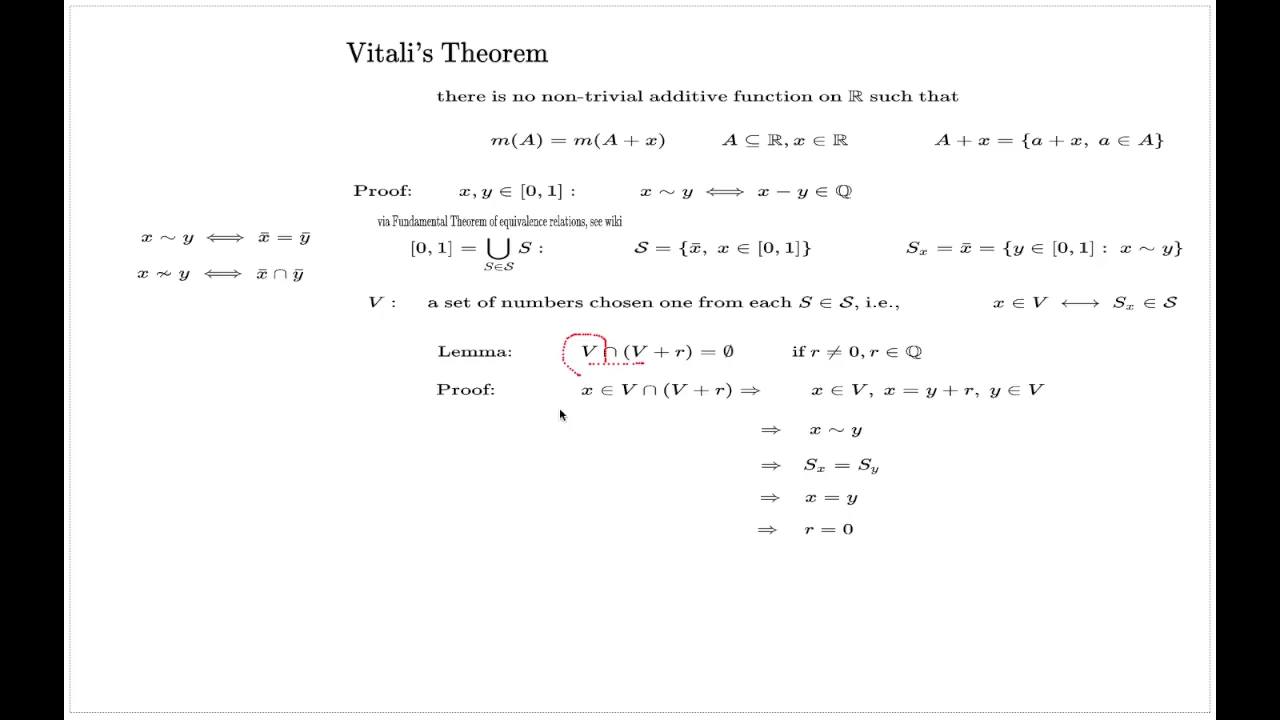 Vitali's Theorem
there is no non-trivial additive function on ℝ such that
m(A) = m(A + x) A ⊆ ℝ, x ∈ ℝ A + x = {a + x, a ∈ A}
Proof: x, y ∈ [0, 1] : x ∼ y ⟺ x − y ∈ ℚ
via Fundamental Theorem of equivalence relations, see wiki
x ∼ y ⟺ x̄ = ȳ
[0, 1] = ⋃_{S∈𝒮} S : 𝒮 = {x̄, x ∈ [0, 1]} S_x = x̄ = {y ∈ [0, 1] : x ∼ y}
x ≁ y ⟺ x̄ ∩ ȳ
V : a set of numbers chosen one from each S ∈ 𝒮, i.e., x ∈ V ⟷ S_x ∈ 𝒮
Lemma: V ∩ (V + r) = ∅ if r ≠ 0, r ∈ ℚ
Proof: x ∈ V ∩ (V + r) ⇒ x ∈ V, x = y + r, y ∈ V
⇒ x ∼ y
⇒ S_x = S_y
⇒ x = y
⇒ r = 0